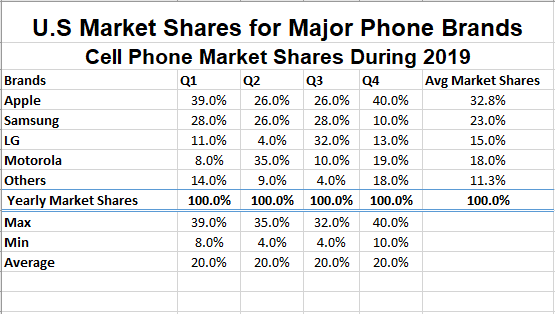 U.S Market Shares for Major Phone Brands
Cell Phone Market Shares During 2019
Brands Q1 Q2 Q3 Q4 Avg Market Shares
Apple 39.0% 26.0% 26.0% 40.0% 32.8%
Samsung 28.0% 26.0% 28.0% 10.0% 23.0%
LG 11.0% 4.0% 32.0% 13.0% 15.0%
Motorola 8.0% 35.0% 10.0% 19.0% 18.0%
Others 14.0% 9.0% 4.0% 18.0% 11.3%
Yearly Market Shares 100.0% 100.0% 100.0% 100.0% 100.0%
Max 39.0% 35.0% 32.0% 40.0%
Min 8.0% 4.0% 4.0% 10.0%
Average 20.0% 20.0% 20.0% 20.0%